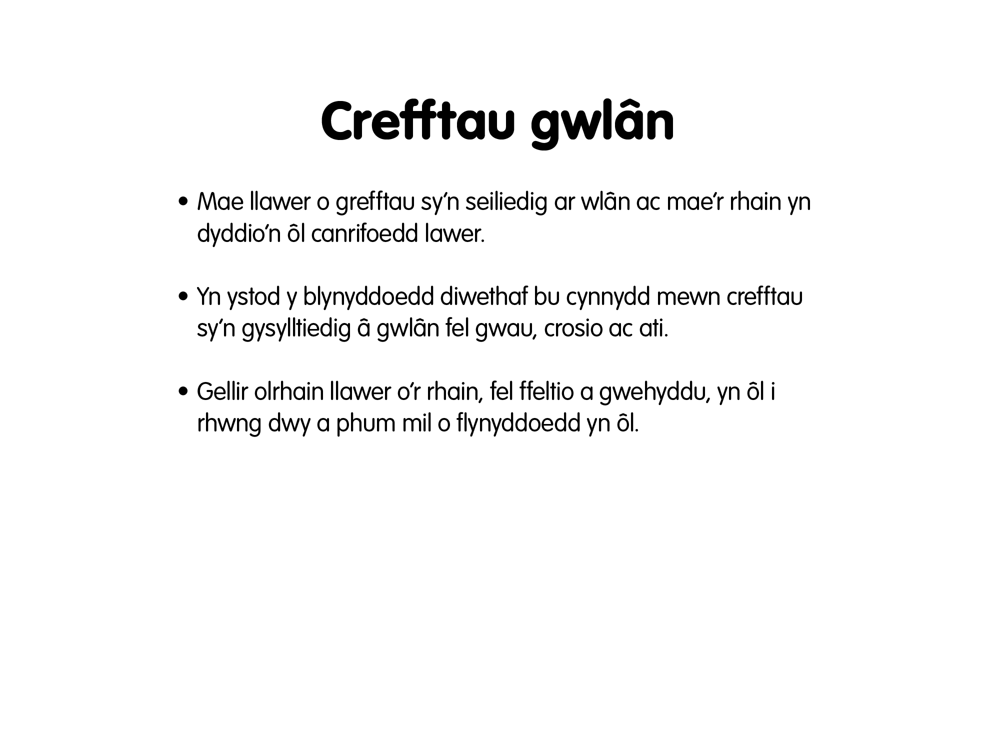 Crefftau gwlân
• Mae llawer o grefftau sy’n seiliedig ar wlân ac mae’r rhain yn
dyddio’n ôl canrifoedd lawer.
• Yn ystod y blynyddoedd diwethaf bu cynnydd mewn crefftau
sy’n gysylltiedig â gwlân fel gwau, crosio ac ati.
• Gellir olrhain llawer o’r rhain, fel ffeltio a gwehyddu, yn ôl i
rhwng dwy a phum mil o flynyddoedd yn ôl.